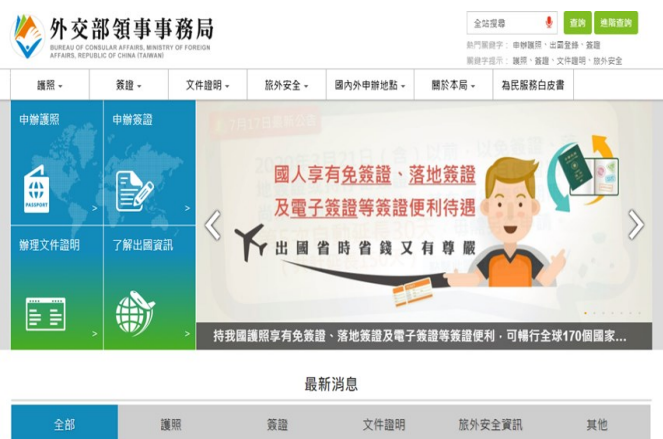 外交部領事事務局
BUREAU OF CONSULAR AFFAIRS, MINISTRY OF FOREIGN
AFFAIRS, REPUBLIC OF CHINA (TAIWAN)
全站搜尋
查詢
進階查詢
熱門關鍵字： 申辦護照、出國登錄、簽證
關鍵字提示： 護照、簽證、文件證明、旅外安全
護照
簽證
文件證明
旅外安全
國內外申辦地點
關於本局
為民服務白皮書
申辦護照
PASSPORT
申辦簽證
辦理文件證明
了解出國資訊
國人享有免簽證、落地簽證
及電子簽證等簽證便利待遇
出國省時省錢又有尊嚴
持我國護照享有免簽證、落地簽證及電子簽證等簽證便利，可暢行全球170個國家...
最新消息
全部
護照
簽證
文件證明
旅外安全資訊
其他